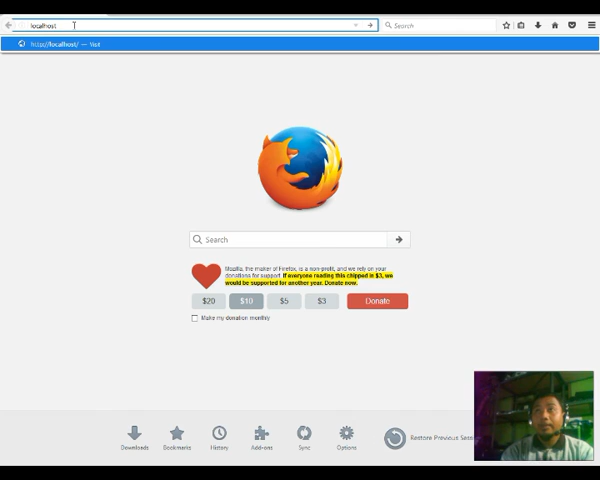 localhost
Search
http://localhost/ — Visit
Search
Mozilla, the maker of Firefox, is a non-profit, and we rely on your
donations for support. If everyone reading this chipped in $3, we
would be supported for another year. Donate now.
$20 $10 $5 $3 Donate
Make my donation monthly
Downloads Bookmarks History Add-ons Sync Options Restore Previous